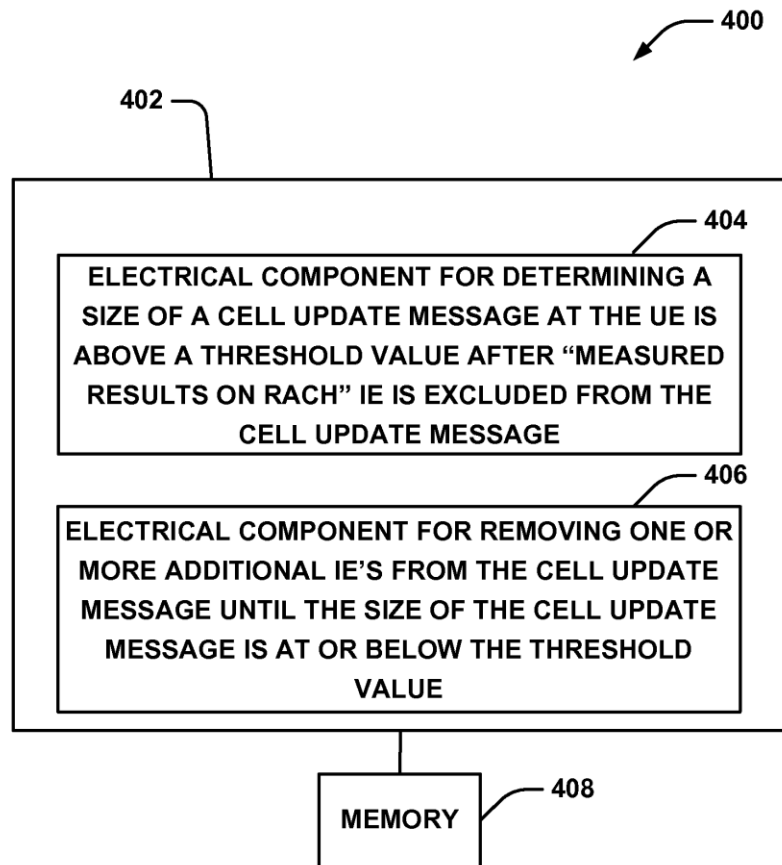 400
402
404
ELECTRICAL COMPONENT FOR DETERMINING A
SIZE OF A CELL UPDATE MESSAGE AT THE UE IS
ABOVE A THRESHOLD VALUE AFTER “MEASURED
RESULTS ON RACH” IE IS EXCLUDED FROM THE
CELL UPDATE MESSAGE
406
ELECTRICAL COMPONENT FOR REMOVING ONE OR
MORE ADDITIONAL IE'S FROM THE CELL UPDATE
MESSAGE UNTIL THE SIZE OF THE CELL UPDATE
MESSAGE IS AT OR BELOW THE THRESHOLD
VALUE
408
MEMORY